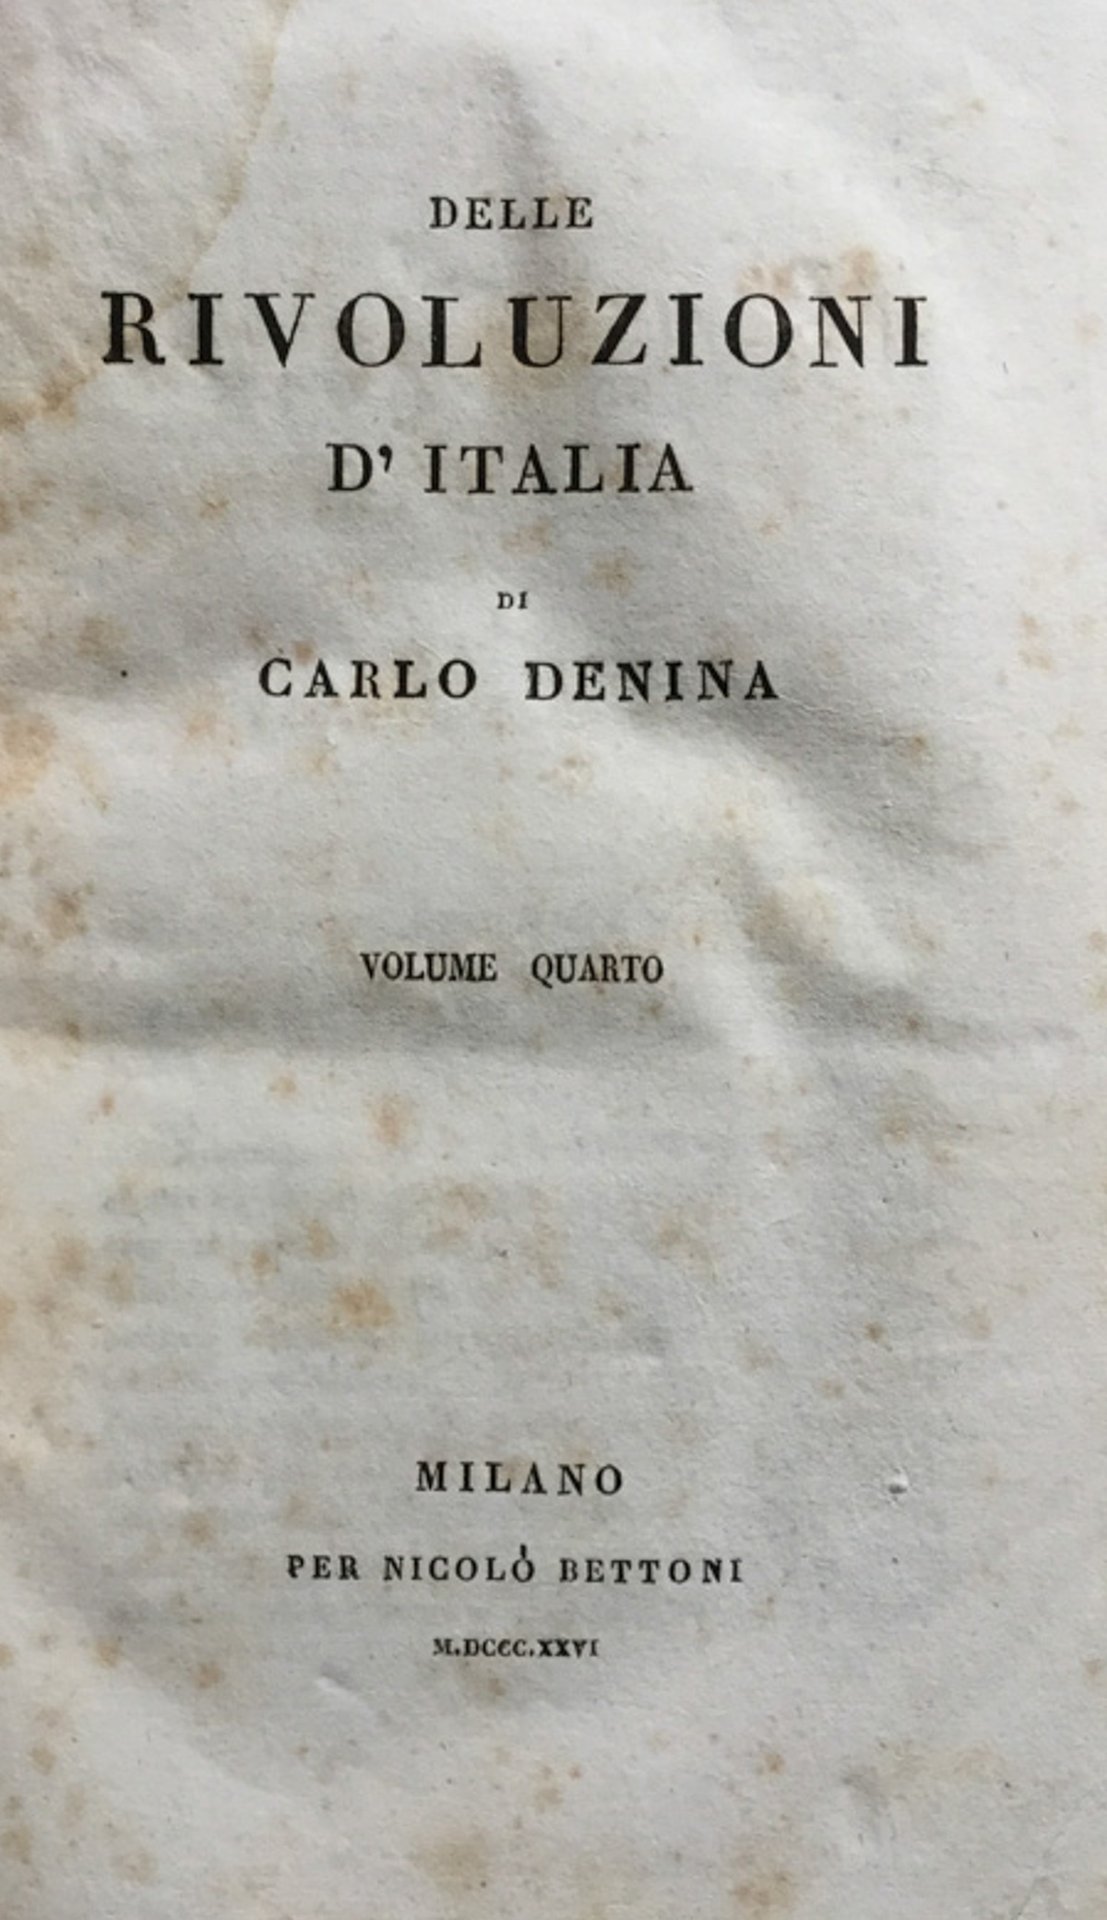 DELLE
RIVOLUZIONI
D' ITALIA
DI
CARLO DENINA
VOLUME QUARTO
MILANO
PER NICOLÒ BETTONI
M.DCCC.XXVI